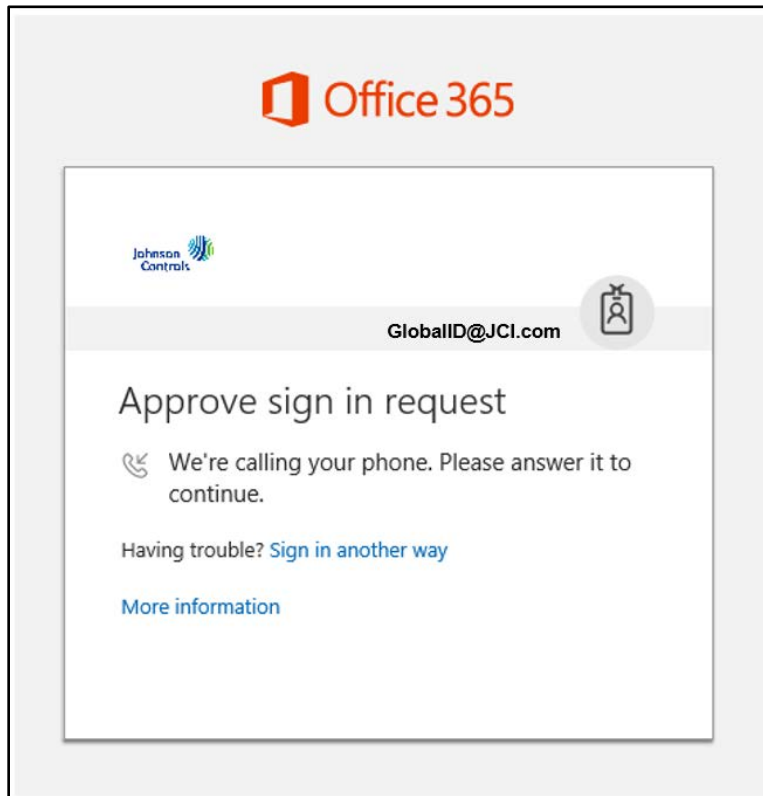 Office 365
Johnson
Controls
GlobalID@JCI.com
Approve sign in request
We're calling your phone. Please answer it to
continue.
Having trouble? Sign in another way
More information